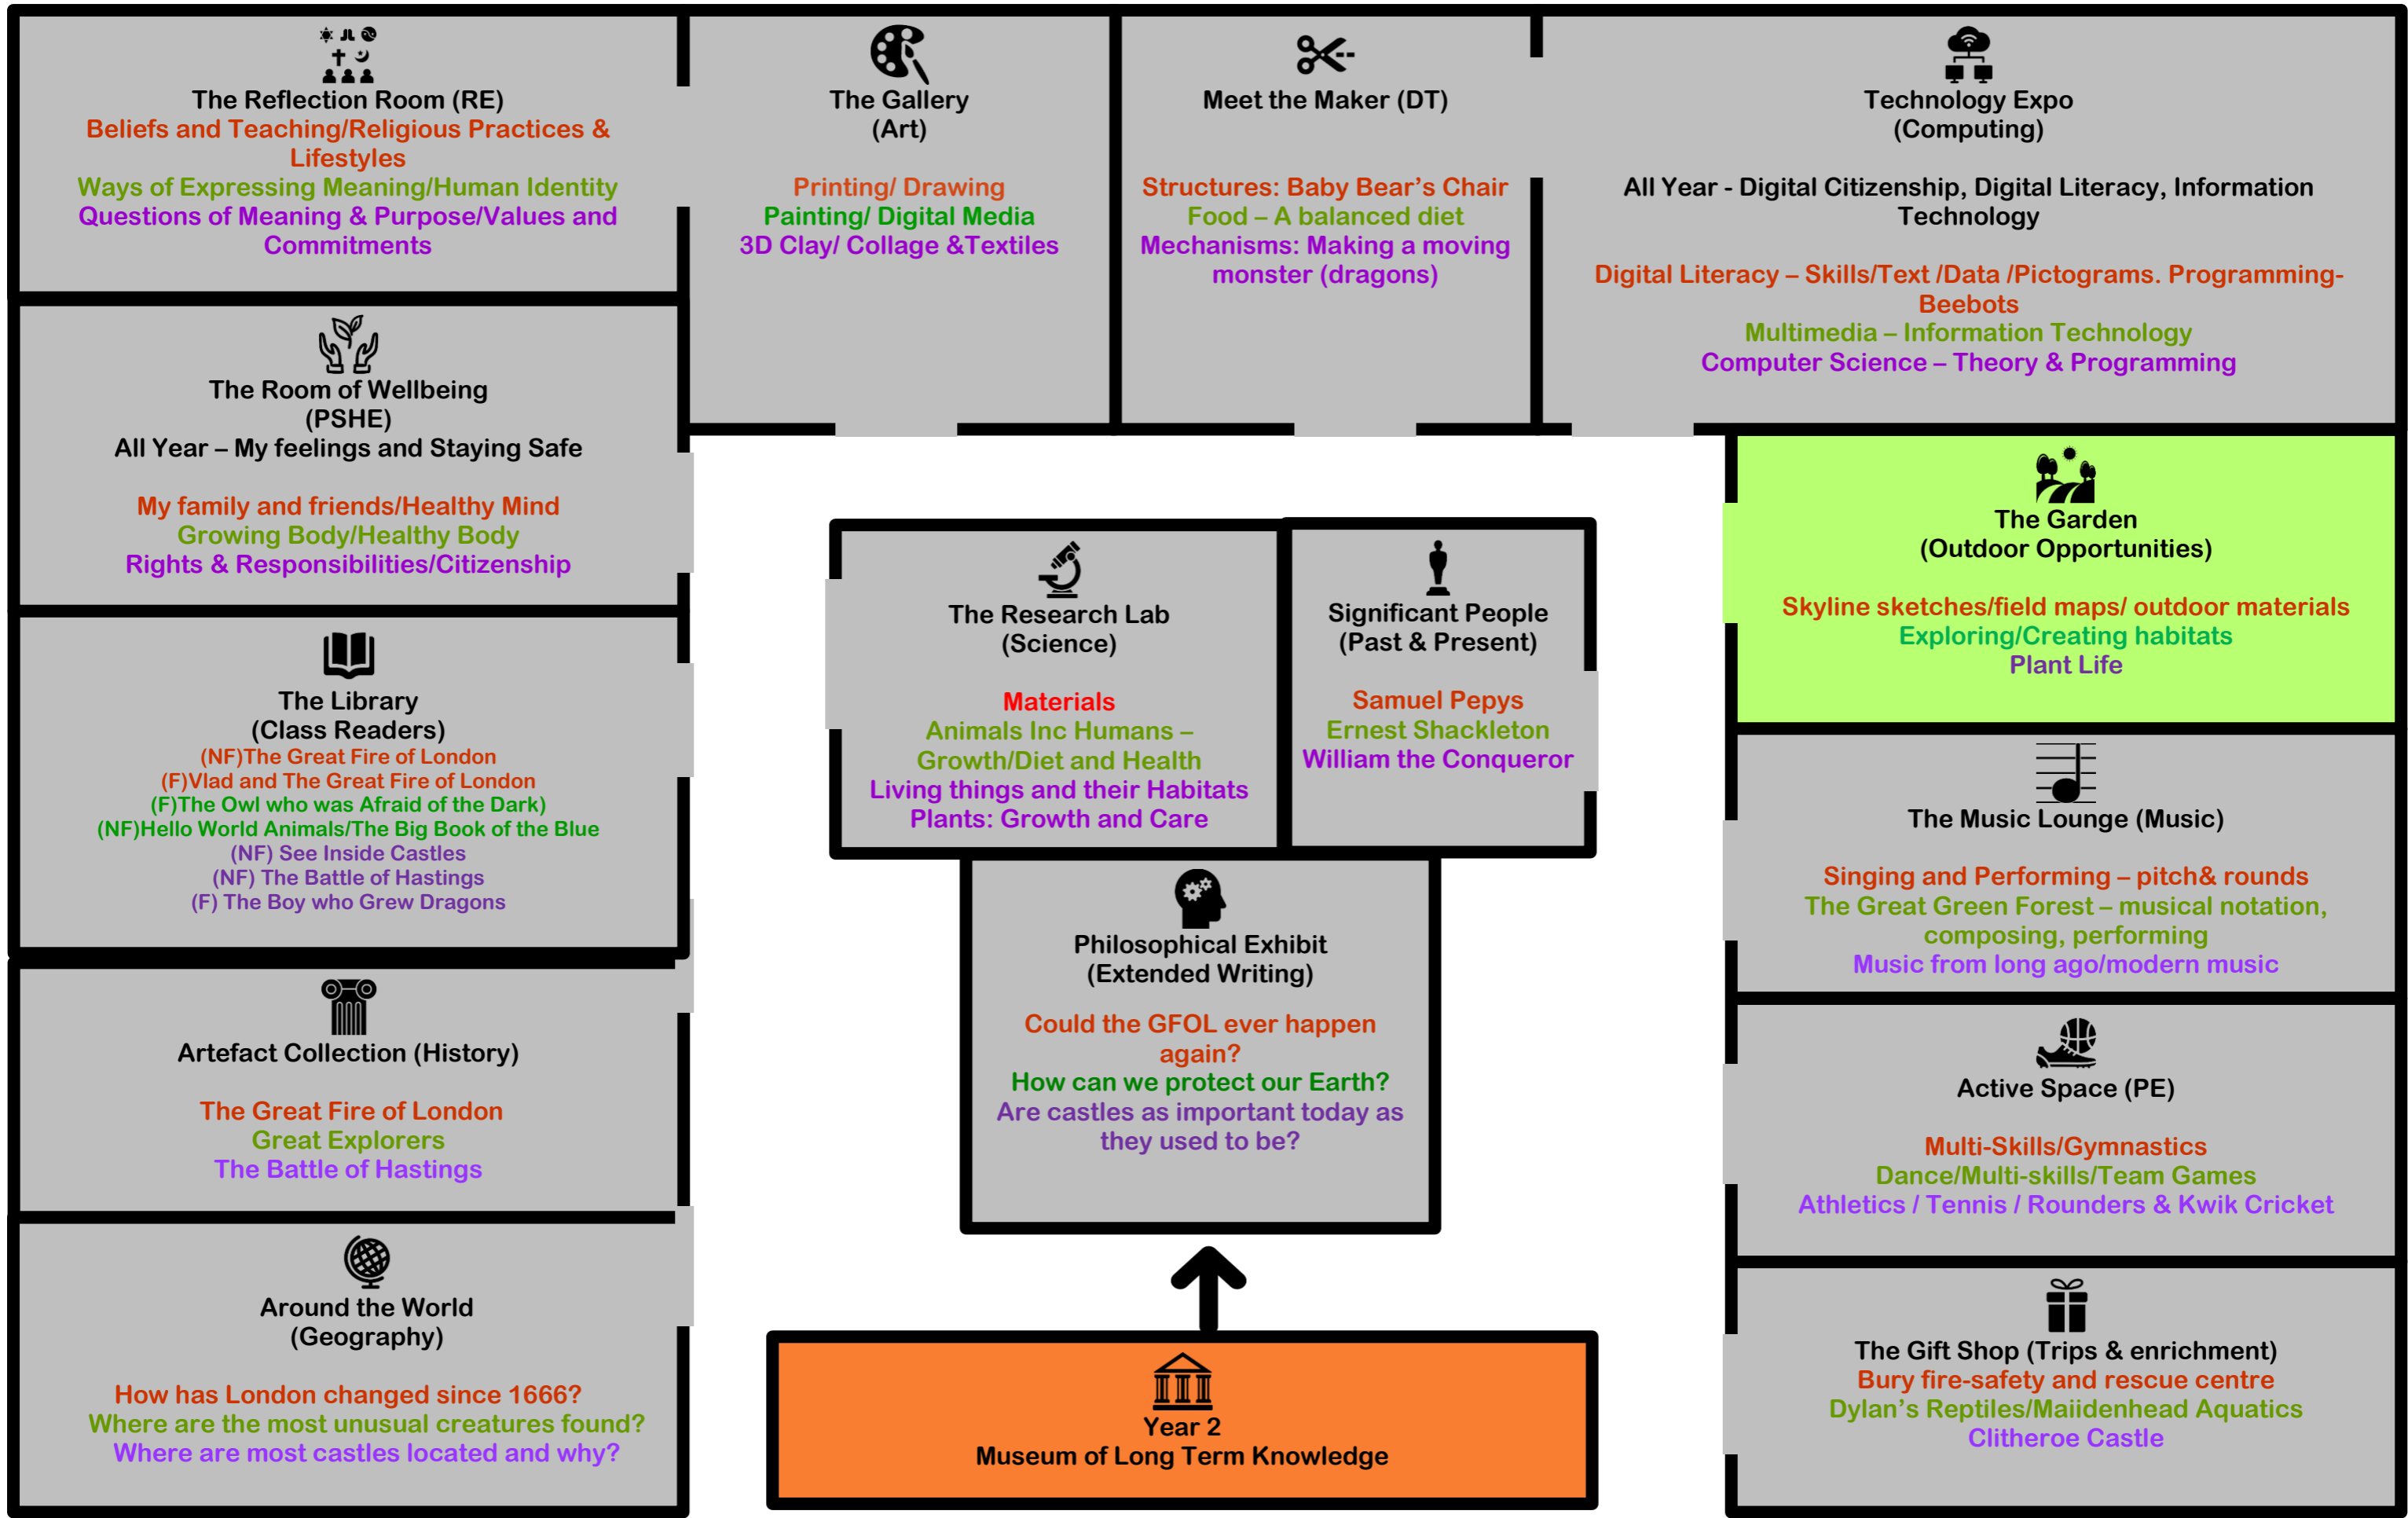 The Reflection Room (RE)
Beliefs and Teaching/Religious Practices &
Lifestyles
Ways of Expressing Meaning/Human Identity
Questions of Meaning & Purpose/Values and
Commitments
The Gallery
(Art)
Printing/ Drawing
Painting/ Digital Media
3D Clay/ Collage &Textiles
Meet the Maker (DT)
Structures: Baby Bear’s Chair
Food – A balanced diet
Mechanisms: Making a moving
monster (dragons)
Technology Expo
(Computing)
All Year - Digital Citizenship, Digital Literacy, Information
Technology
Digital Literacy – Skills/Text /Data /Pictograms. Programming-
Beebots
Multimedia – Information Technology
Computer Science – Theory & Programming
The Room of Wellbeing
(PSHE)
All Year – My feelings and Staying Safe
My family and friends/Healthy Mind
Growing Body/Healthy Body
Rights & Responsibilities/Citizenship
The Library
(Class Readers)
(NF)The Great Fire of London
(F)Vlad and The Great Fire of London
(F)The Owl who was Afraid of the Dark)
(NF)Hello World Animals/The Big Book of the Blue
(NF) See Inside Castles
(NF) The Battle of Hastings
(F) The Boy who Grew Dragons
Artefact Collection (History)
The Great Fire of London
Great Explorers
The Battle of Hastings
Around the World
(Geography)
How has London changed since 1666?
Where are the most unusual creatures found?
Where are most castles located and why?
The Research Lab
(Science)
Materials
Animals Inc Humans –
Growth/Diet and Health
Living things and their Habitats
Plants: Growth and Care
Significant People
(Past & Present)
Samuel Pepys
Ernest Shackleton
William the Conqueror
Philosophical Exhibit
(Extended Writing)
Could the GFOL ever happen
again?
How can we protect our Earth?
Are castles as important today as
they used to be?
Year 2
Museum of Long Term Knowledge
The Garden
(Outdoor Opportunities)
Skyline sketches/field maps/ outdoor materials
Exploring/Creating habitats
Plant Life
The Music Lounge (Music)
Singing and Performing – pitch& rounds
The Great Green Forest – musical notation,
composing, performing
Music from long ago/modern music
Active Space (PE)
Multi-Skills/Gymnastics
Dance/Multi-skills/Team Games
Athletics / Tennis / Rounders & Kwik Cricket
The Gift Shop (Trips & enrichment)
Bury fire-safety and rescue centre
Dylan’s Reptiles/Maiidenhead Aquatics
Clitheroe Castle